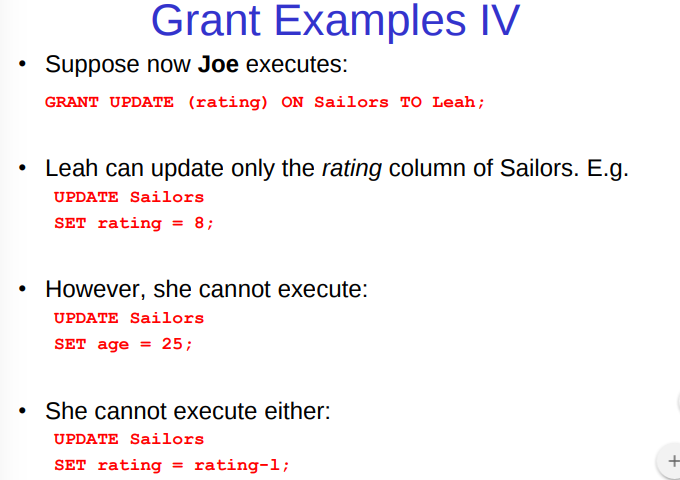 Grant Examples IV
• Suppose now Joe executes:
GRANT UPDATE (rating) ON Sailors TO Leah;
• Leah can update only the rating column of Sailors. E.g.
UPDATE Sailors
SET rating = 8;
• However, she cannot execute:
UPDATE Sailors
SET age = 25;
• She cannot execute either:
UPDATE Sailors
SET rating = rating-l;